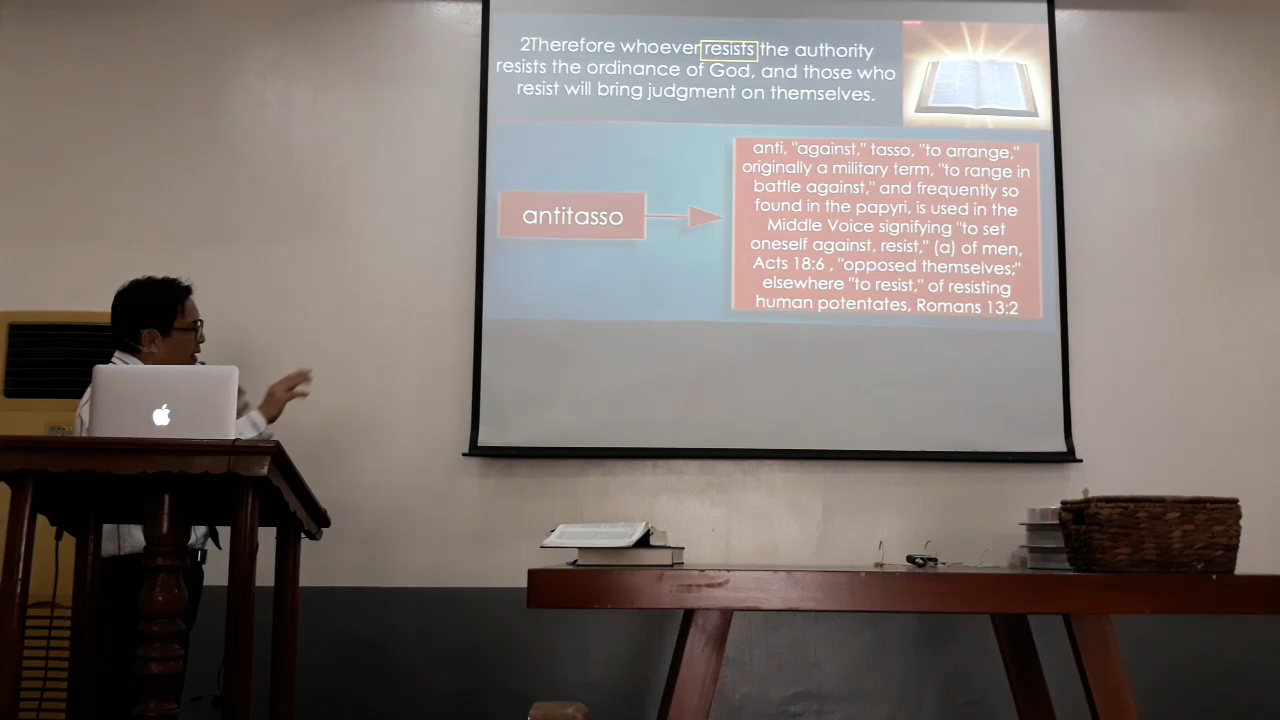 2Therefore whoever resists the authority
resists the ordinance of God, and those who
resist will bring judgment on themselves.
antitasso
anti, "against," tasso, "to arrange,"
originally a military term, "to range in
battle against," and frequently so
found in the papyri, is used in the
Middle Voice signifying "to set
oneself against, resist," (a) of men,
Acts 18:6 , "opposed themselves;"
elsewhere "to resist," of resisting
human potentates, Romans 13:2